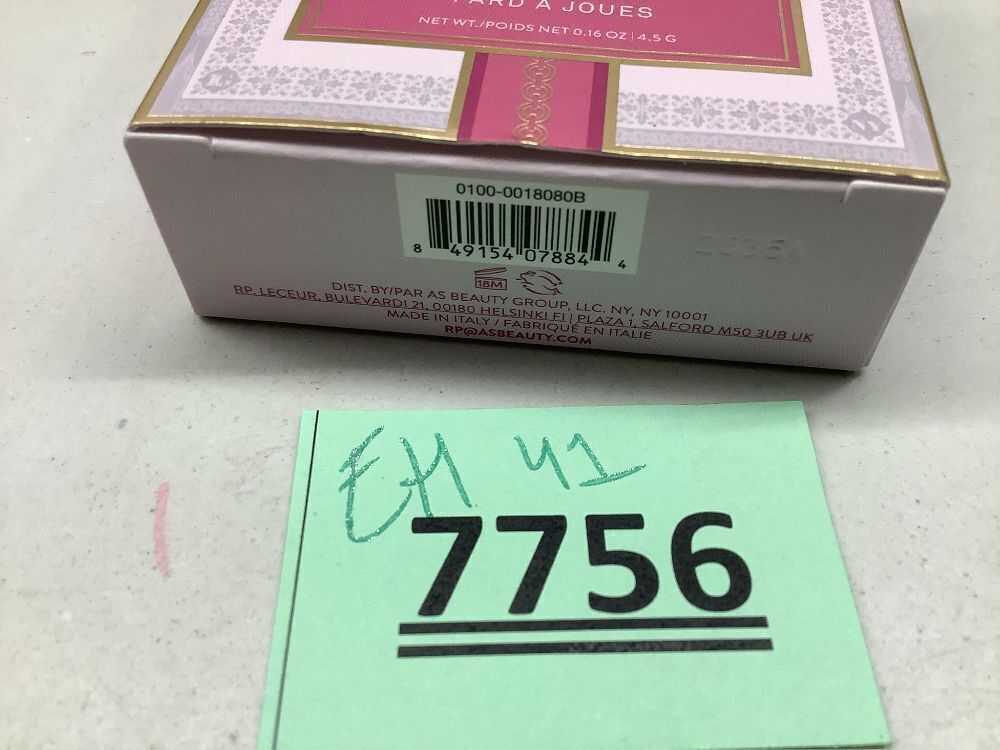 FARD À JOUES
NET WT./POIDS NET 0.16 OZ | 4.5 G
0100-0018080B
8 49154 07884 4
18M
DIST. BY/PAR AS BEAUTY GROUP, LLC, NY, NY 10001
RP. LECEUR, BULEVARDI 21, 00180 HELSINKI FI | PLAZA 1, SALFORD M50 3UB UK
MADE IN ITALY / FABRIQUÉ EN ITALIE
RP@ASBEAUTY.COM
EH 41
7756